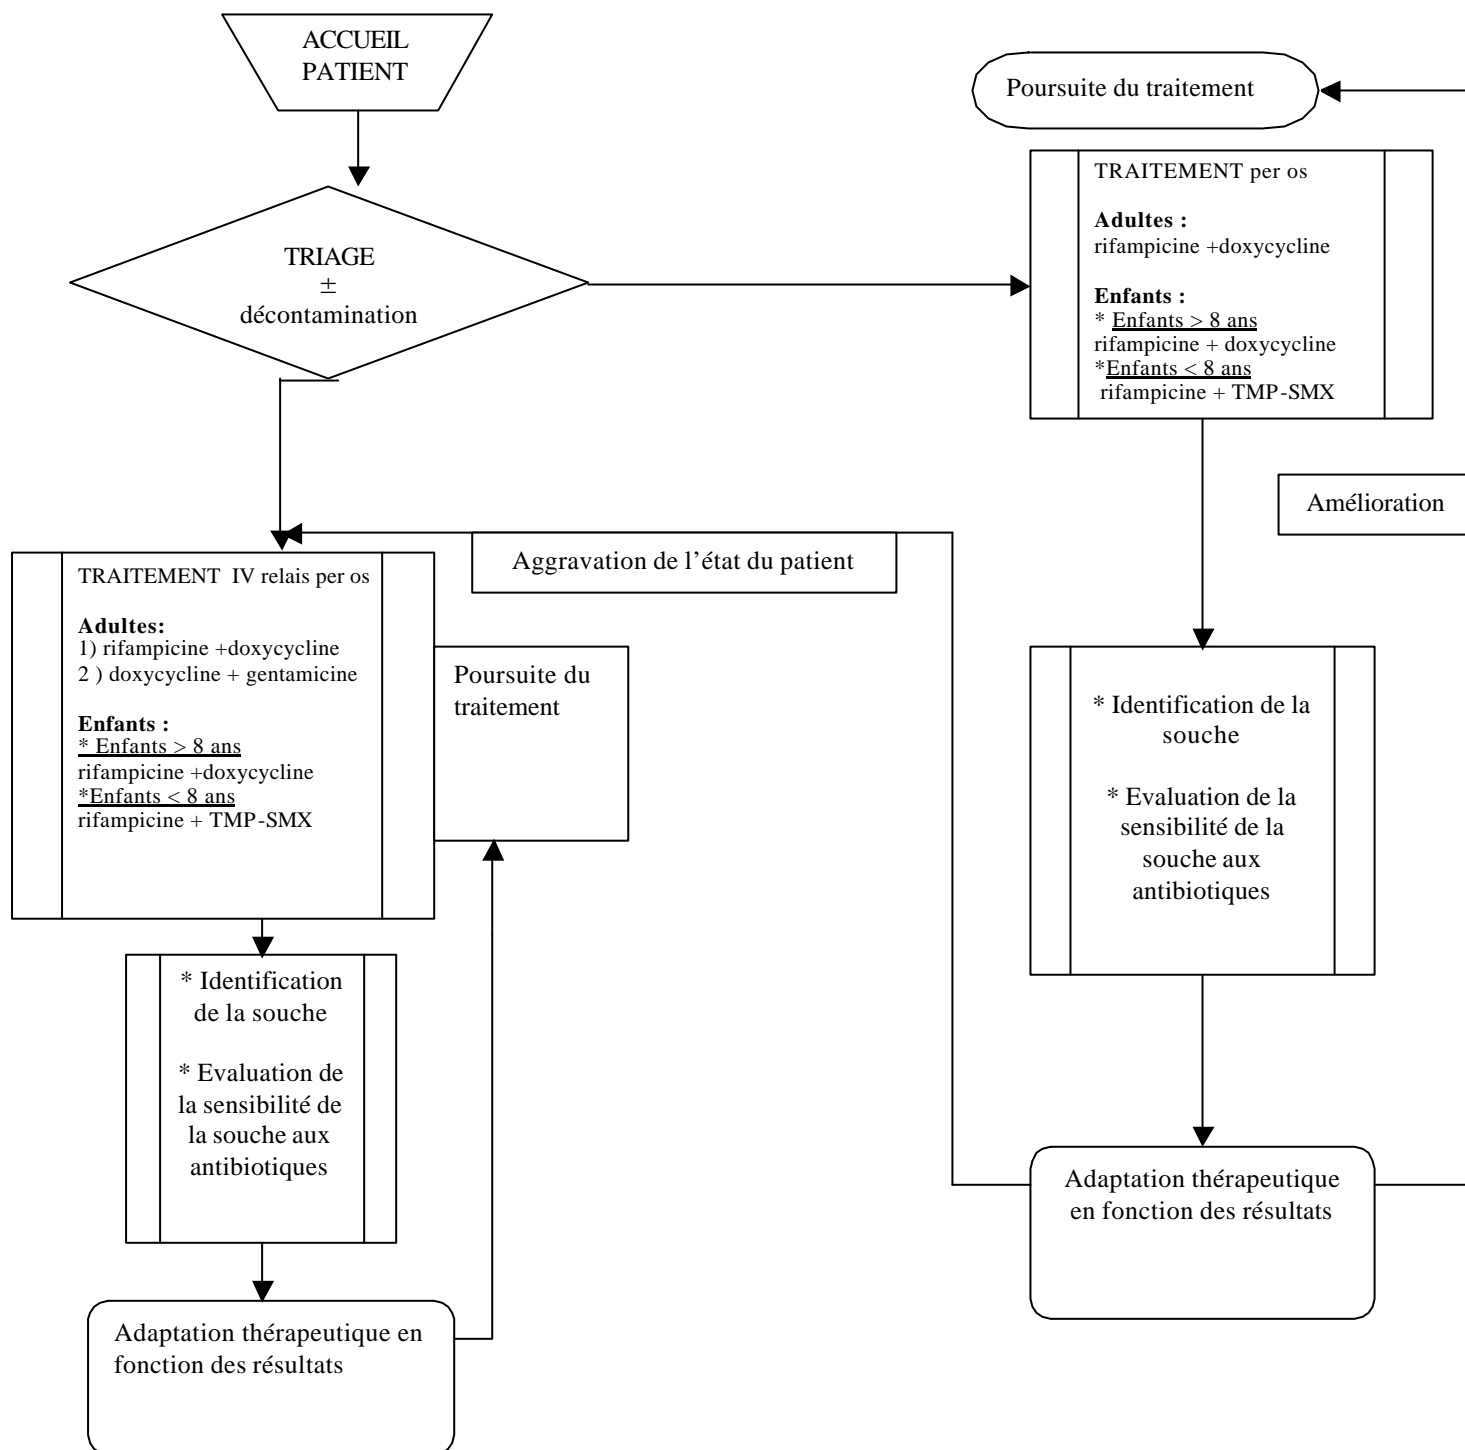 ACCUEIL
PATIENT
Poursuite du traitement
TRIAGE
±
décontamination
TRAITEMENT per os
Adultes :
rifampicine +doxycycline
Enfants :
* Enfants > 8 ans
rifampicine + doxycycline
*Enfants < 8 ans
rifampicine + TMP-SMX
Amélioration
Aggravation de l’état du patient
TRAITEMENT IV relais per os
Adultes:
1) rifampicine +doxycycline
2 ) doxycycline + gentamicine
Enfants :
* Enfants > 8 ans
rifampicine +doxycycline
*Enfants < 8 ans
rifampicine + TMP-SMX
Poursuite du
traitement
* Identification de la
souche
* Evaluation de la
sensibilité de la
souche aux
antibiotiques
* Identification
de la souche
* Evaluation de
la sensibilité de
la souche aux
antibiotiques
Adaptation thérapeutique
en fonction des résultats
Adaptation thérapeutique en
fonction des résultats